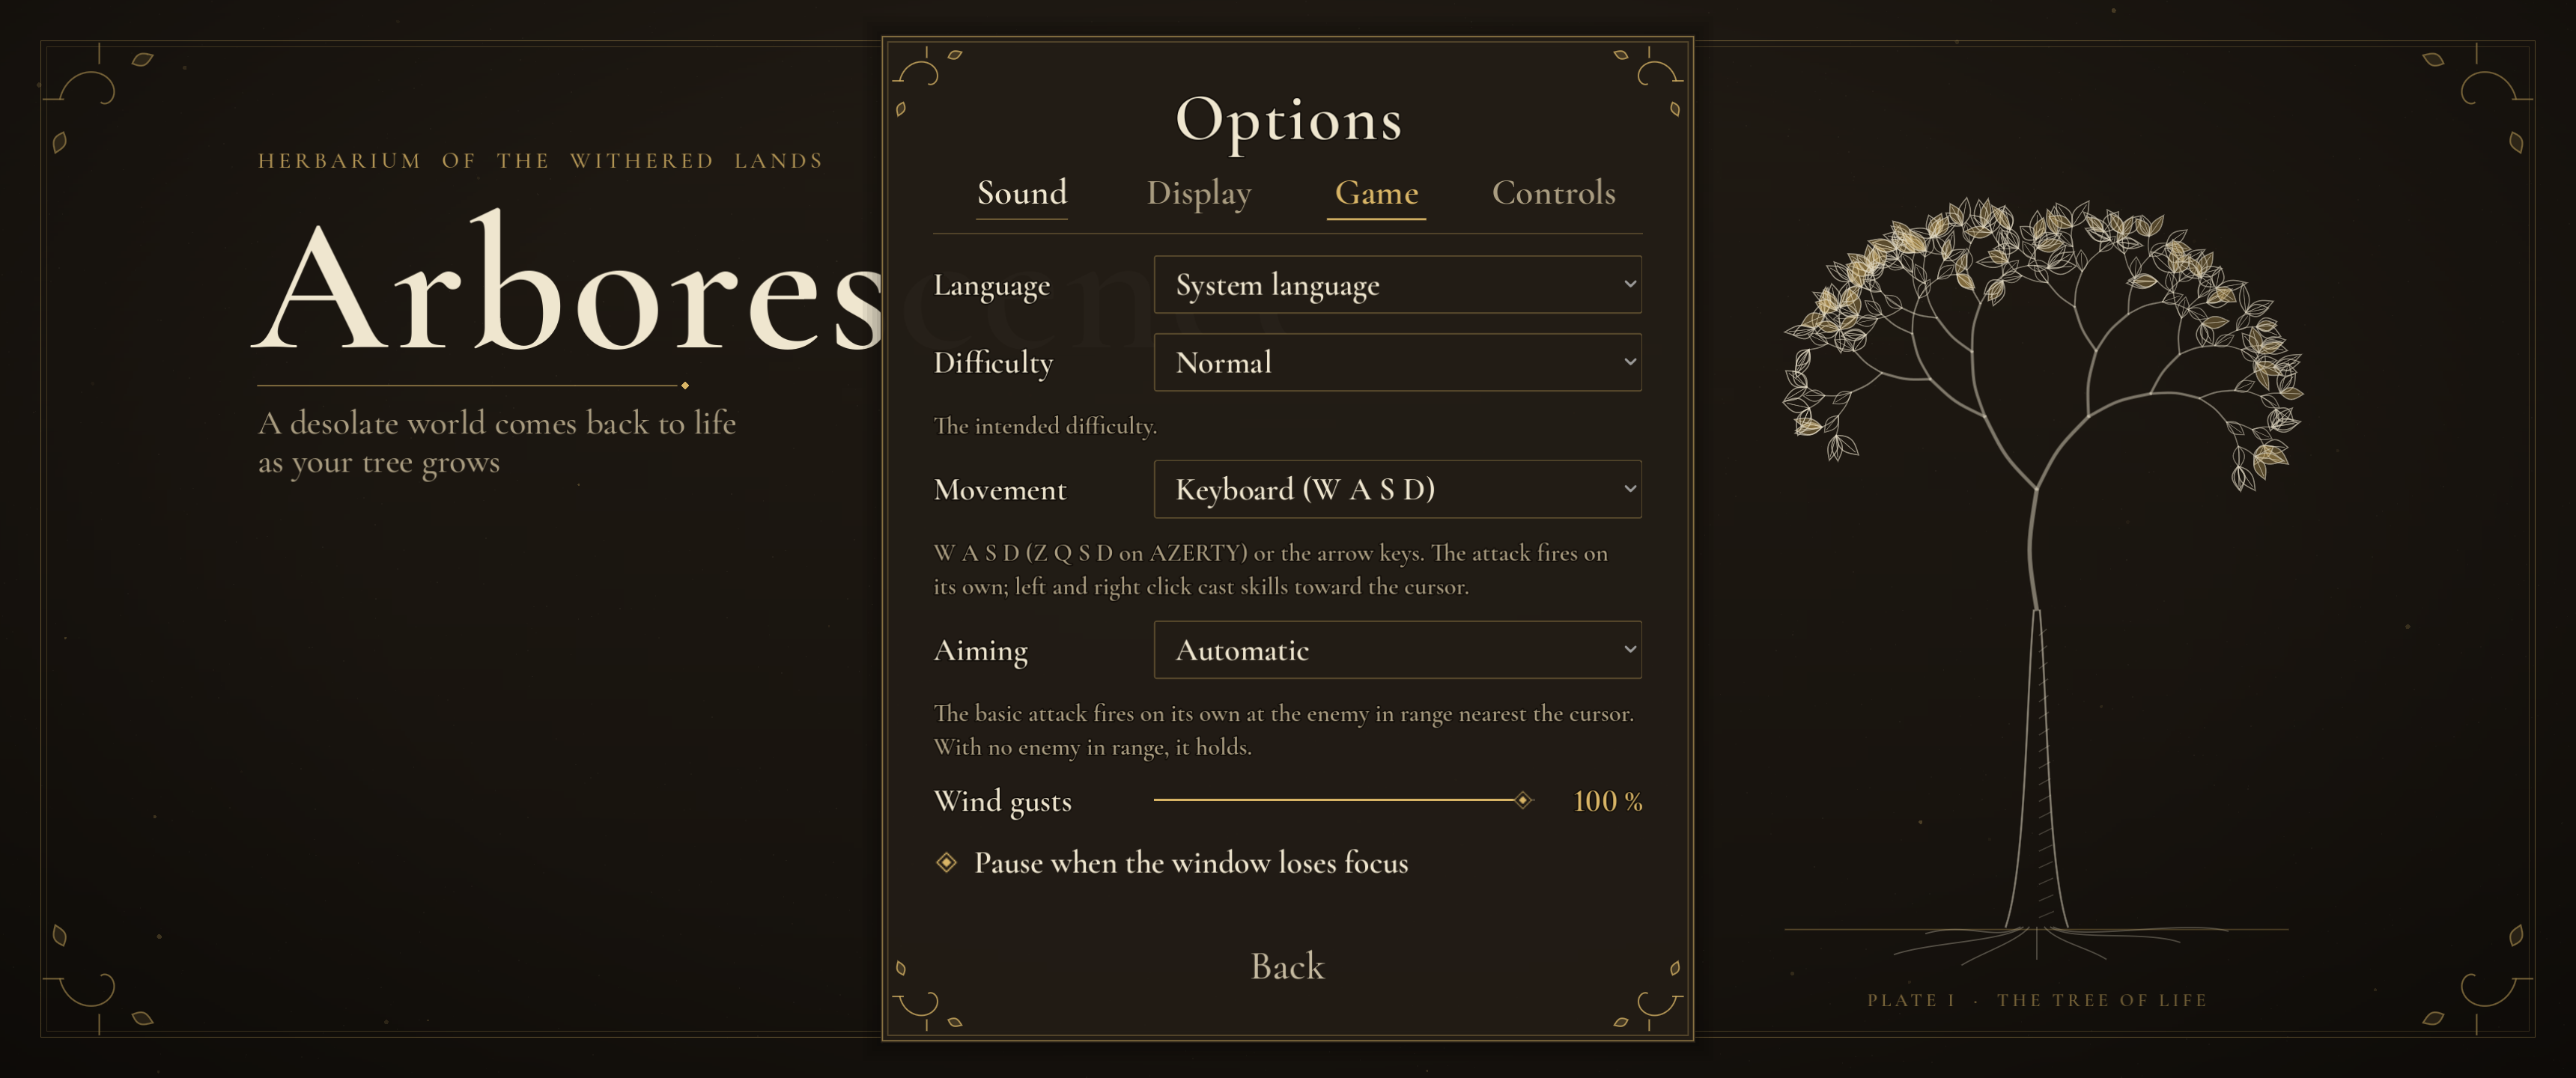 HERBARIUM OF THE WITHERED LANDS
Arborescence
A desolate world comes back to life
as your tree grows
Options
Sound
Display
Game
Controls
Language
System language
Difficulty
Normal
The intended difficulty.
Movement
Keyboard (W A S D)
W A S D (Z Q S D on AZERTY) or the arrow keys. The attack fires on
its own; left and right click cast skills toward the cursor.
Aiming
Automatic
The basic attack fires on its own at the enemy in range nearest the cursor.
With no enemy in range, it holds.
Wind gusts
100 %
Pause when the window loses focus
Back
PLATE I · THE TREE OF LIFE